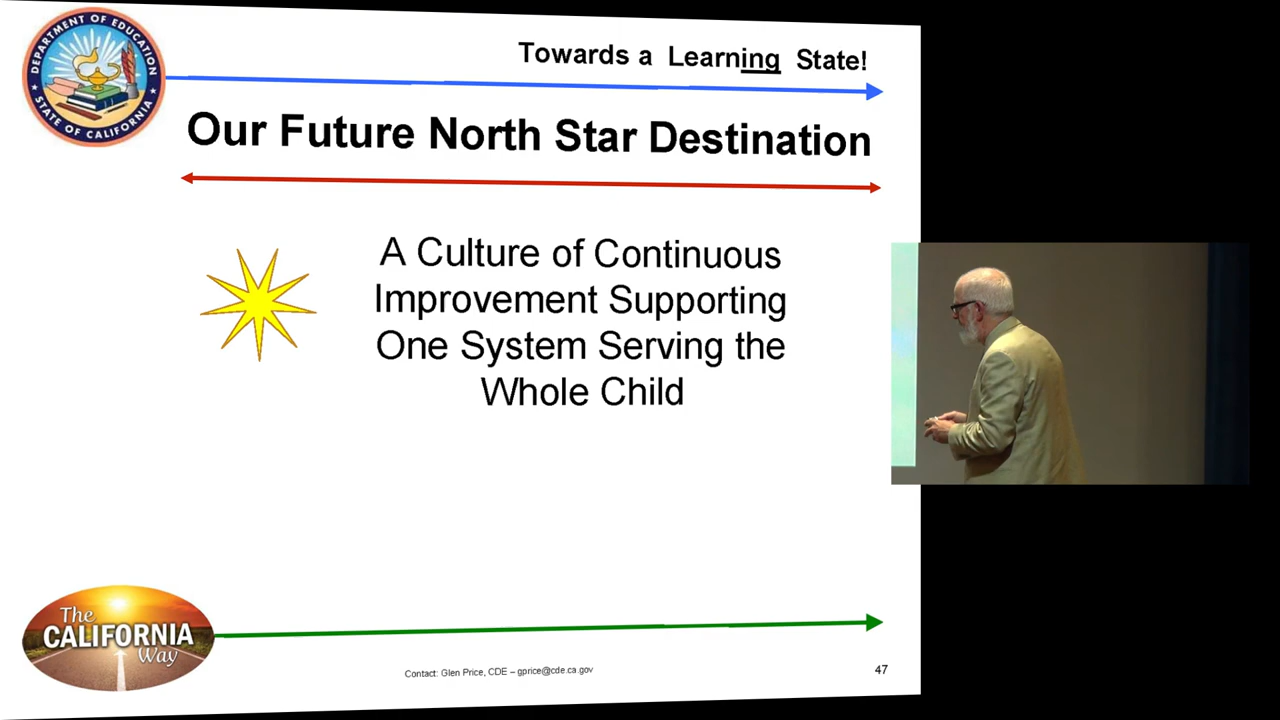 DEPARTMENT OF EDUCATION
STATE OF CALIFORNIA
Towards a Learning State!
Our Future North Star Destination
A Culture of Continuous
Improvement Supporting
One System Serving the
Whole Child
The
CALIFORNIA
Way
Contact: Glen Price, CDE – gprice@cde.ca.gov
47